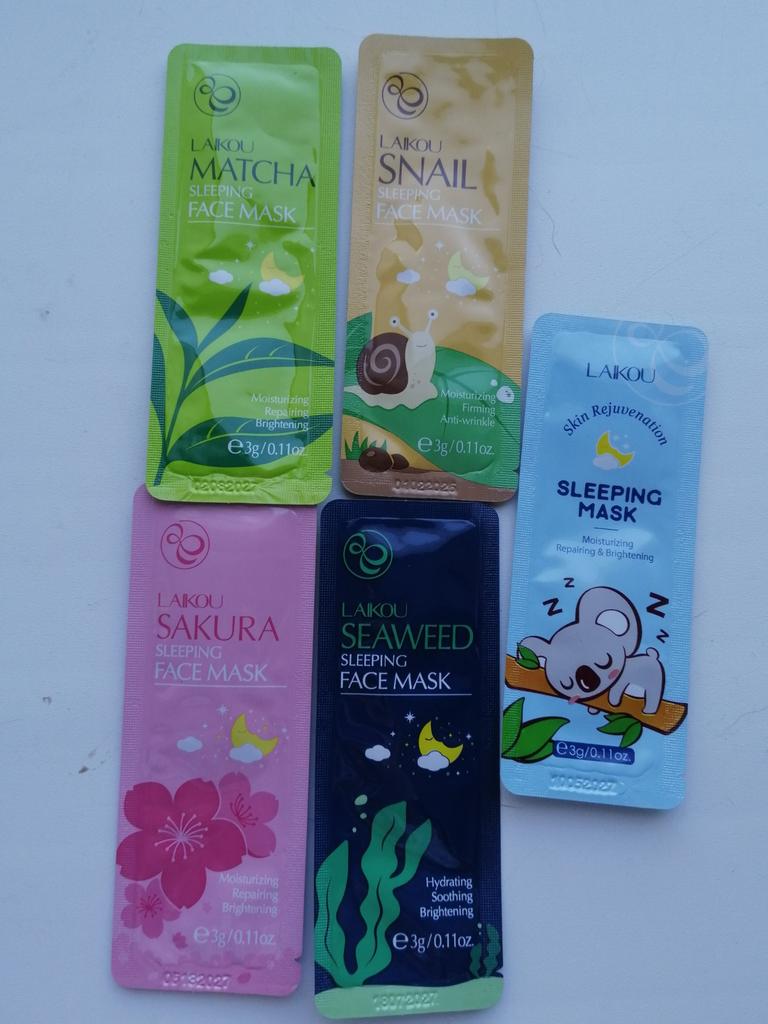 LAIKOU
MATCHA
SLEEPING
FACE MASK
Moisturizing
Repairing
Brightening
e3g/0.11oz.
LAIKOU
SNAIL
SLEEPING
FACE MASK
Moisturizing
Firming
Anti-wrinkle
e3g/0.11oz.
LAIKOU
Skin Rejuvenation
SLEEPING
MASK
Moisturizing
Repairing & Brightening
Z
Z
Z
Z
e3g/0.11oz.
LAIKOU
SAKURA
SLEEPING
FACE MASK
Moisturizing
Repairing
Brightening
e3g/0.11oz.
LAIKOU
SEAWEED
SLEEPING
FACE MASK
Hydrating
Soothing
Brightening
e3g/0.11oz.